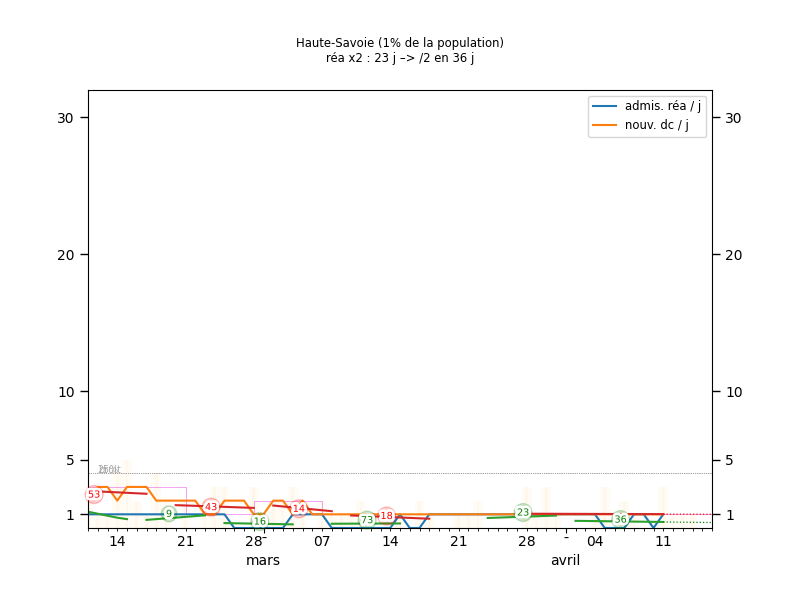 Haute-Savoie (1% de la population)
réa x2 : 23 j –> /2 en 36 j
admis. réa / j
nouv. dc / j
30 30
20 20
10 10
5 5
1 1
53 9 43 16 14 73 18 23 36
14 21 28 07 14 21 28 04 11
mars avril